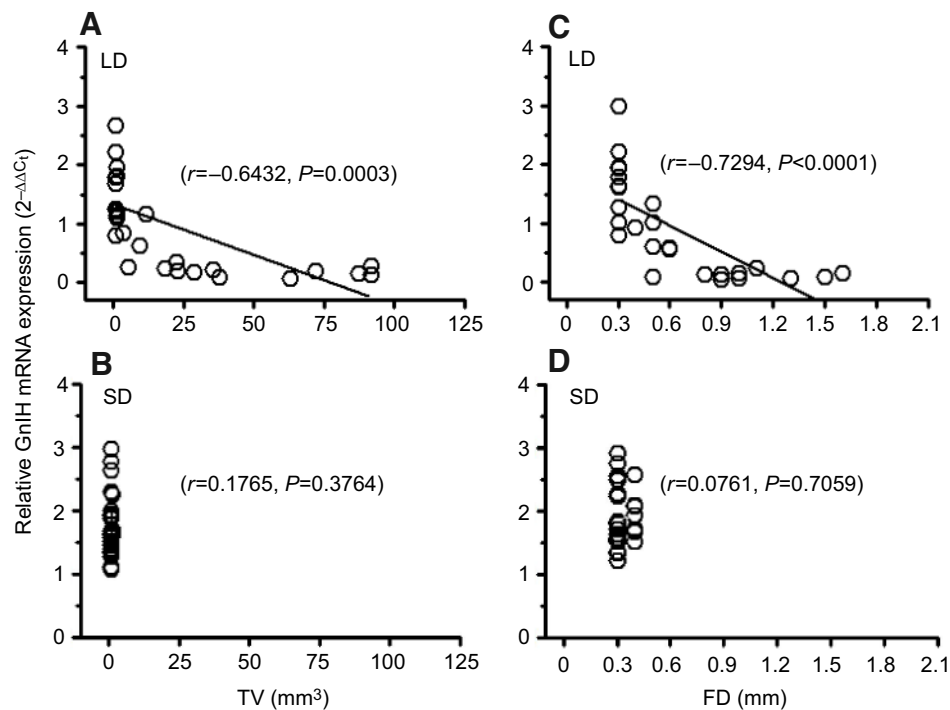 A
LD
4
3
2
1
0
(r=−0.6432, P=0.0003)
0 25 50 75 100 125
C
LD
4
3
2
1
0
(r=−0.7294, P<0.0001)
0 0.3 0.6 0.9 1.2 1.5 1.8 2.1
Relative GnIH mRNA expression (2−ΔΔCt)
B
SD
4
3
2
1
0
(r=0.1765, P=0.3764)
0 25 50 75 100 125
TV (mm3)
D
SD
4
3
2
1
0
(r=0.0761, P=0.7059)
0 0.3 0.6 0.9 1.2 1.5 1.8 2.1
FD (mm)